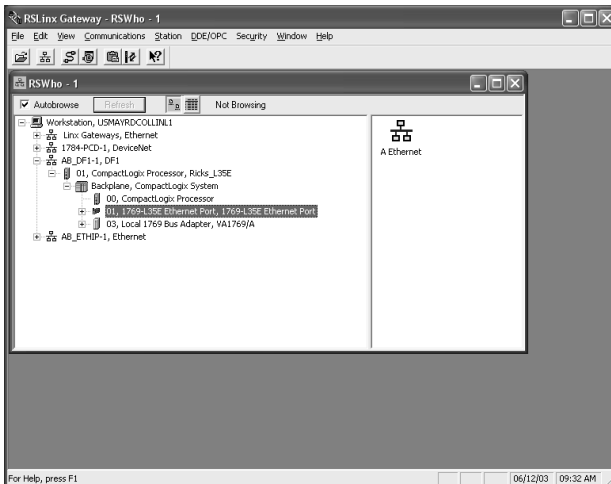 RSLinx Gateway - RSWho - 1
File Edit View Communications Station DDE/OPC Security Window Help
RSWho - 1
Autobrowse Refresh Not Browsing
Workstation, USMAYRDCOLLINL1
Linx Gateways, Ethernet
1784-PCD-1, DeviceNet
AB_DF1-1, DF1
01, CompactLogix Processor, Ricks_L35E
Backplane, CompactLogix System
00, CompactLogix Processor
01, 1769-L35E Ethernet Port, 1769-L35E Ethernet Port
03, Local 1769 Bus Adapter, VA1769/A
AB_ETHIP-1, Ethernet
A Ethernet
For Help, press F1
06/12/03 09:32 AM